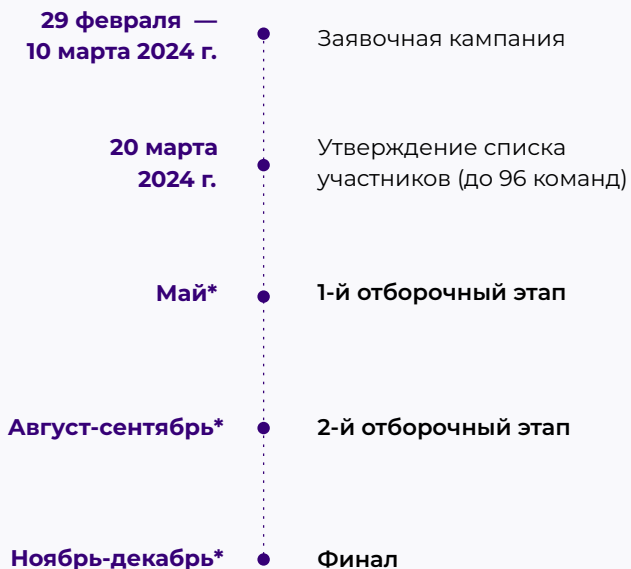 29 февраля —
10 марта 2024 г.
Заявочная кампания
20 марта
2024 г.
Утверждение списка
участников (до 96 команд)
Май*
1-й отборочный этап
Август-сентябрь*
2-й отборочный этап
Ноябрь-декабрь*
Финал